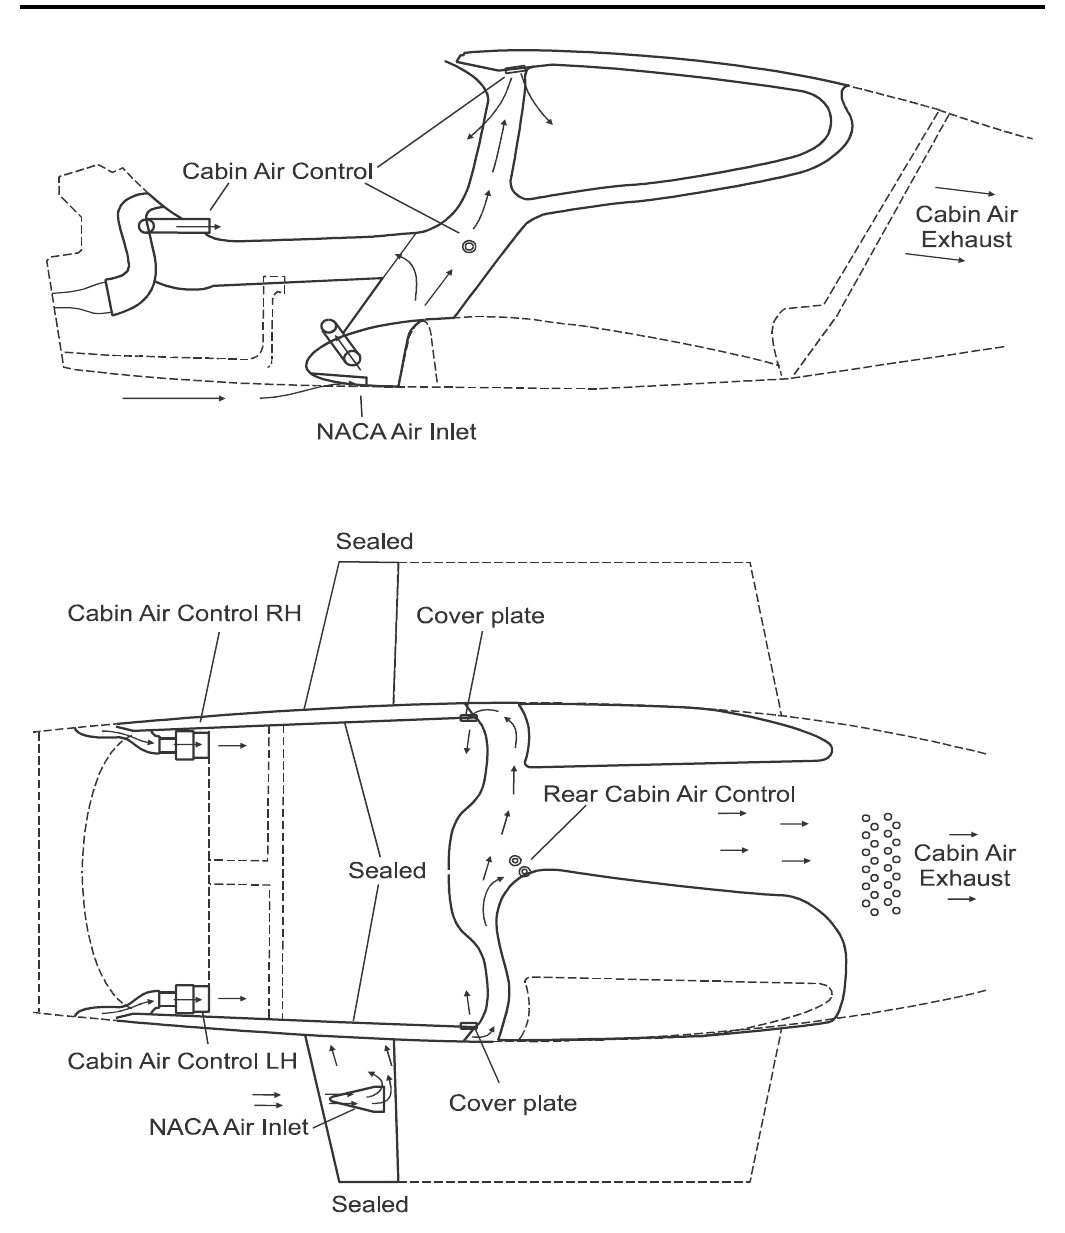 Cabin Air Control
Cabin Air
Exhaust
NACA Air Inlet
Sealed
Cabin Air Control RH
Cover plate
Rear Cabin Air Control
Sealed
Cabin Air
Exhaust
Cabin Air Control LH
Cover plate
NACA Air Inlet
Sealed